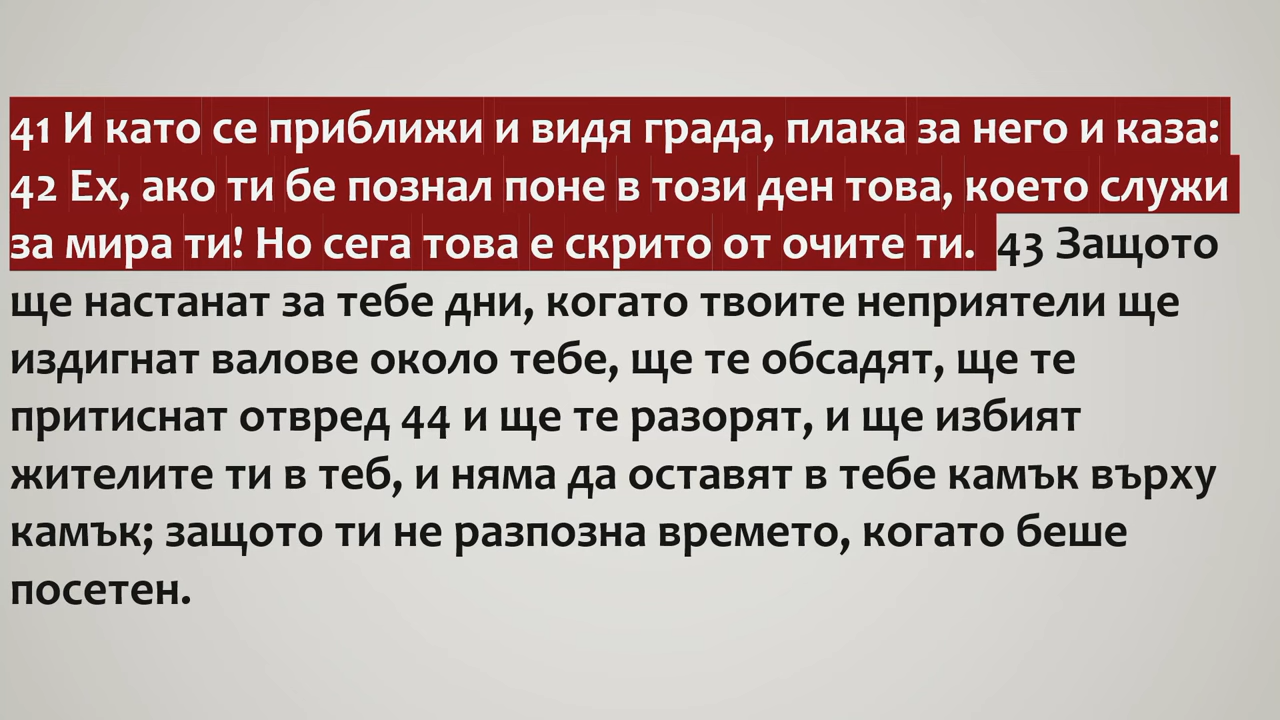 41 И като се приближи и видя града, плака за него и каза:
42 Ех, ако ти бе познал поне в този ден това, което служи
за мира ти! Но сега това е скрито от очите ти. 43 Защото
ще настанат за тебе дни, когато твоите неприятели ще
издигнат валове около тебе, ще те обсадят, ще те
притиснат отвред 44 и ще те разорят, и ще избият
жителите ти в теб, и няма да оставят в тебе камък върху
камък; защото ти не разпозна времето, когато беше
посетен.